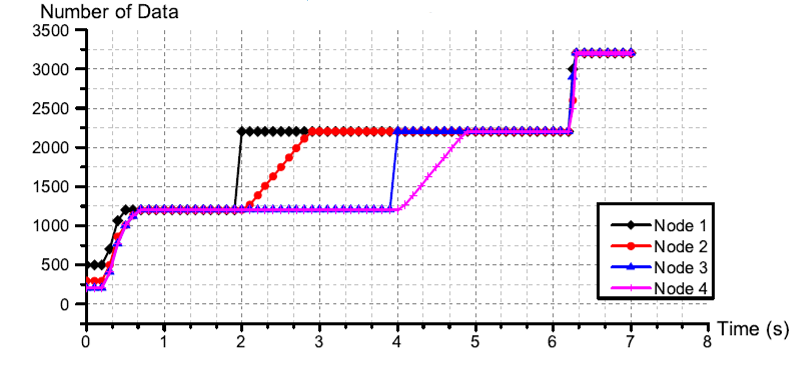 Number of Data
3500
3000
2500
2000
1500
1000
500
0
Node 1
Node 2
Node 3
Node 4
0 1 2 3 4 5 6 7 8
Time (s)